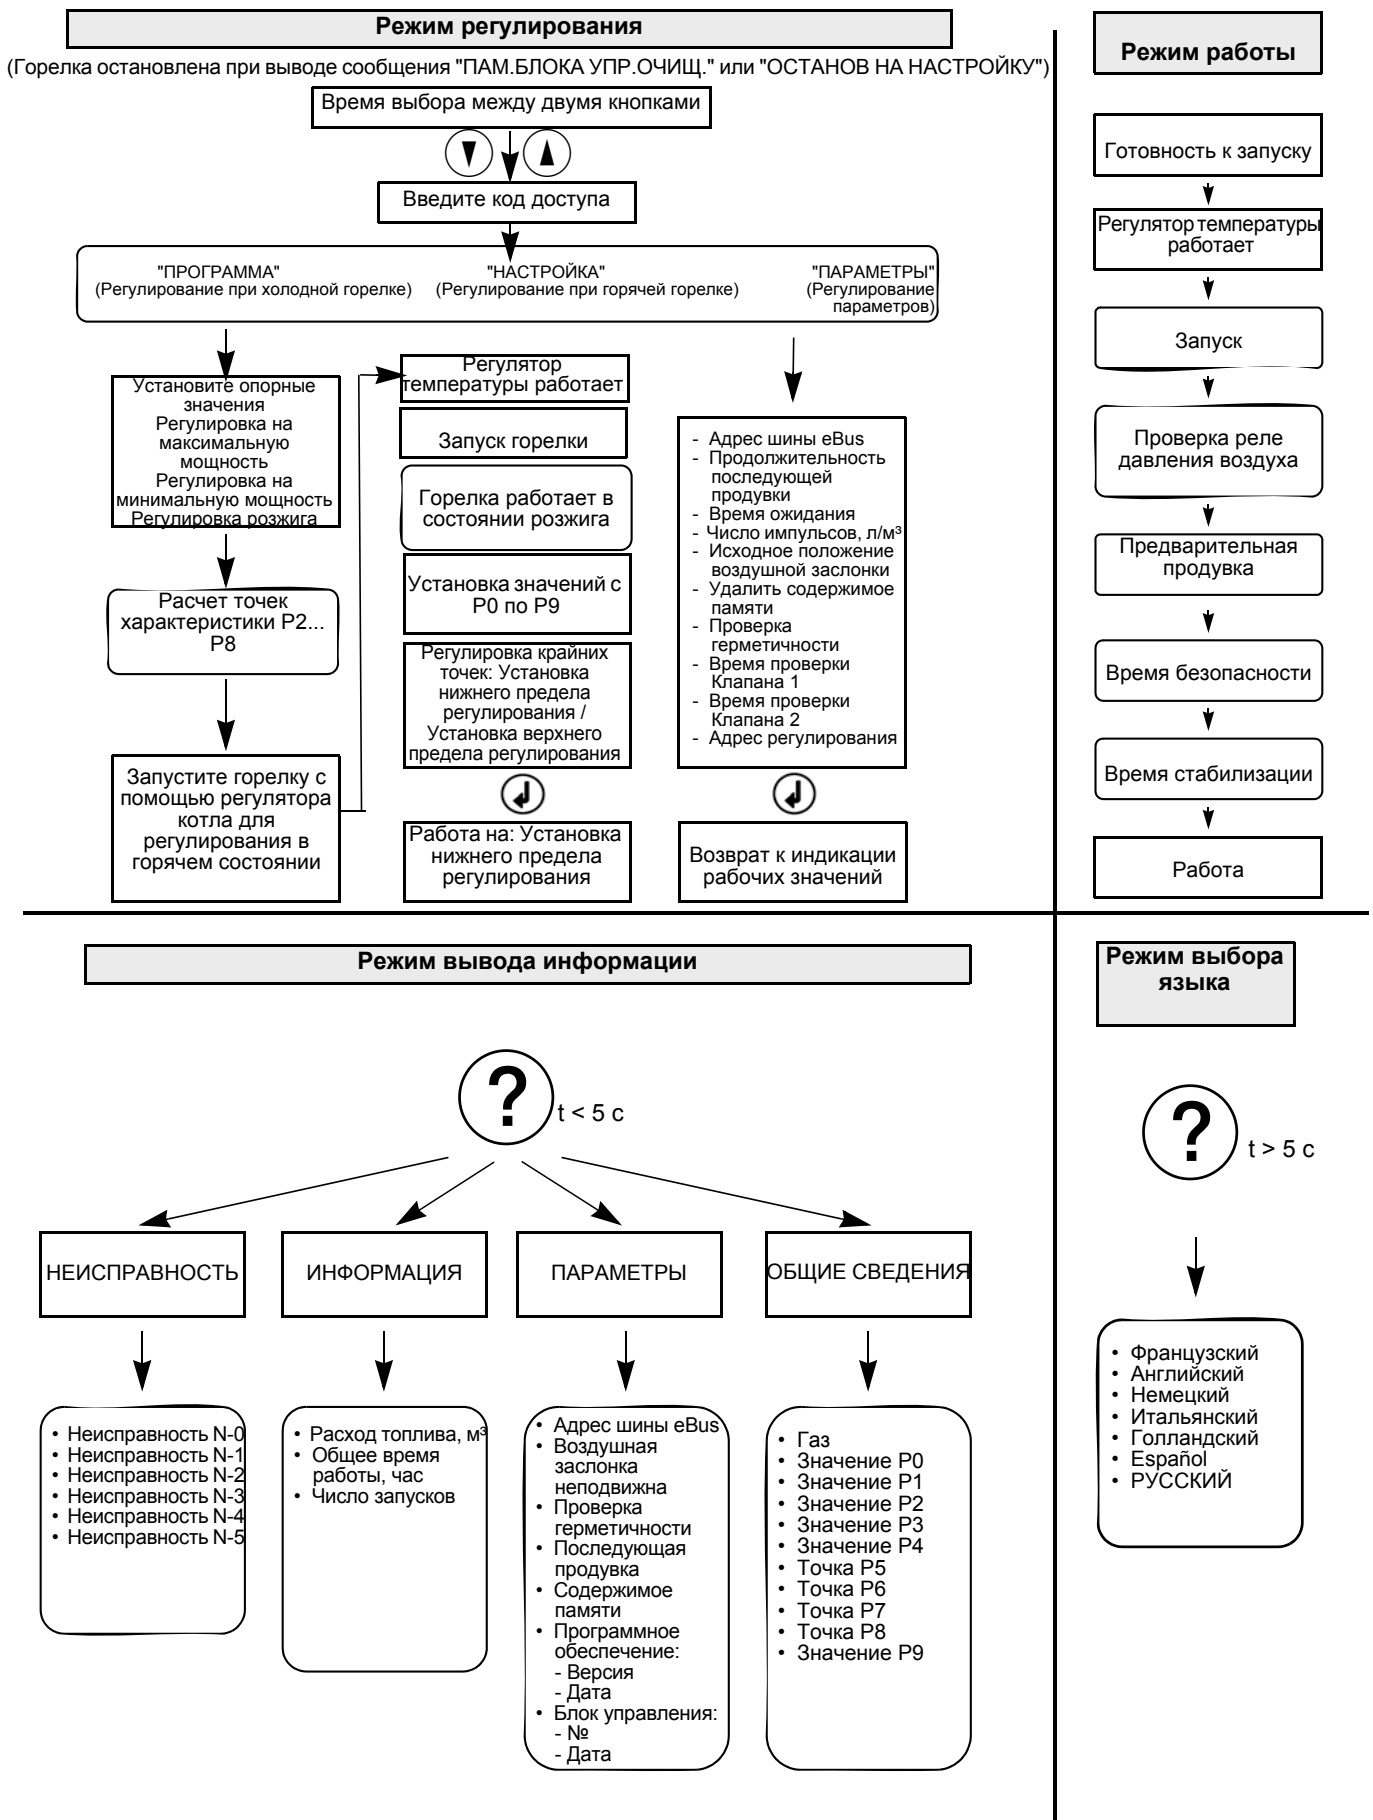 Режим регулирования
(Горелка остановлена при выводе сообщения "ПАМ.БЛОКА УПР.ОЧИЩ." или "ОСТАНОВ НА НАСТРОЙКУ")
Время выбора между двумя кнопками
Введите код доступа
"ПРОГРАММА"
(Регулирование при холодной горелке)
"НАСТРОЙКА"
(Регулирование при горячей горелке)
"ПАРАМЕТРЫ"
(Регулирование
параметров)
Установите опорные
значения
Регулировка на
максимальную
мощность
Регулировка на
минимальную мощность
Регулировка розжига
Расчет точек
характеристики P2...
P8
Запустите горелку с
помощью регулятора
котла для
регулирования в
горячем состоянии
Регулятор
температуры работает
Запуск горелки
Горелка работает в
состоянии розжига
Установка значений с
P0 по P9
Регулировка крайних
точек: Установка
нижнего предела
регулирования /
Установка верхнего
предела регулирования
Работа на: Установка
нижнего предела
регулирования
- Адрес шины eBus
- Продолжительность
последующей
продувки
- Время ожидания
- Число импульсов, л/м³
- Исходное положение
воздушной заслонки
- Удалить содержимое
памяти
- Проверка
герметичности
- Время проверки
Клапана 1
- Время проверки
Клапана 2
- Адрес регулирования
Возврат к индикации
рабочих значений
Режим работы
Готовность к запуску
Регулятор температуры
работает
Запуск
Проверка реле
давления воздуха
Предварительная
продувка
Время безопасности
Время стабилизации
Работа
Режим вывода информации
?
t < 5 c
НЕИСПРАВНОСТЬ
ИНФОРМАЦИЯ
ПАРАМЕТРЫ
ОБЩИЕ СВЕДЕНИЯ
• Неисправность N-0
• Неисправность N-1
• Неисправность N-2
• Неисправность N-3
• Неисправность N-4
• Неисправность N-5
• Расход топлива, м³
• Общее время
работы, час
• Число запусков
• Адрес шины eBus
• Воздушная
заслонка
неподвижна
• Проверка
герметичности
• Последующая
продувка
• Содержимое
памяти
• Программное
обеспечение:
- Версия
- Дата
• Блок управления:
- №
- Дата
• Газ
• Значение P0
• Значение P1
• Значение P2
• Значение P3
• Значение P4
• Точка P5
• Точка P6
• Точка P7
• Точка P8
• Значение P9
Режим выбора
языка
?
t > 5 c
• Французский
• Английский
• Немецкий
• Итальянский
• Голландский
• Español
• РУССКИЙ